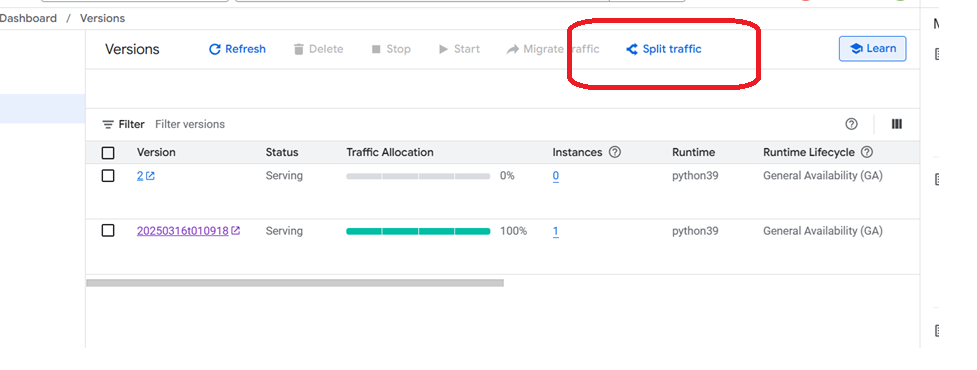 Dashboard / Versions
Versions Refresh Delete Stop Start Migrate traffic Split traffic Learn
Filter Filter versions
Version Status Traffic Allocation Instances Runtime Runtime Lifecycle
2 Serving 0% 0 python39 General Availability (GA)
20250316t010918 Serving 100% 1 python39 General Availability (GA)